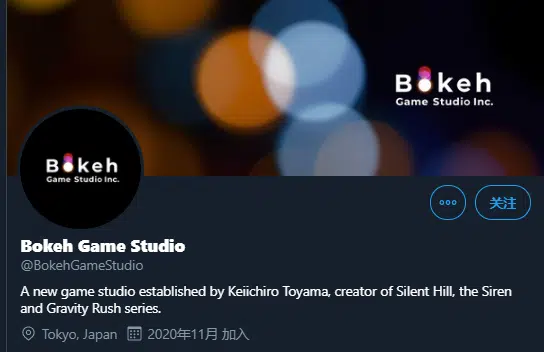 Bokeh
Game Studio Inc.
Bokeh
Game Studio Inc.
关注
Bokeh Game Studio
@BokehGameStudio
A new game studio established by Keiichiro Toyama, creator of Silent Hill, the Siren
and Gravity Rush series.
Tokyo, Japan 2020年11月 加入